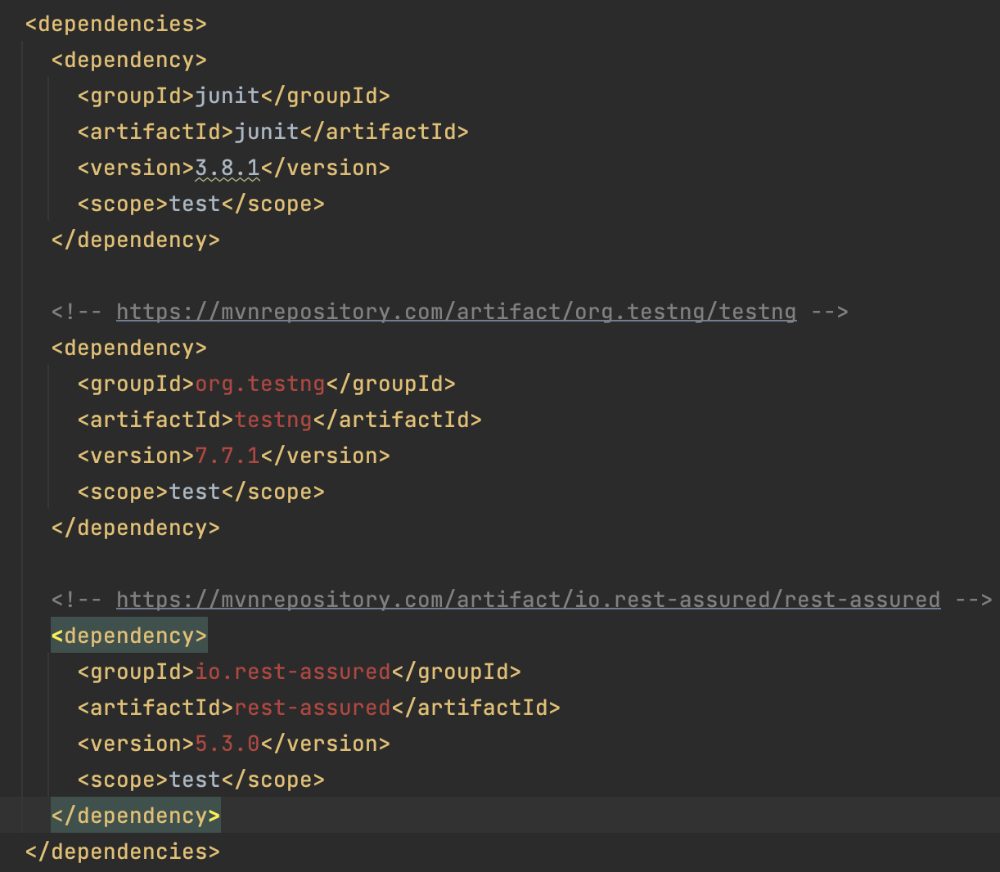 <dependencies>
<dependency>
<groupId>junit</groupId>
<artifactId>junit</artifactId>
<version>3.8.1</version>
<scope>test</scope>
</dependency>
<!-- https://mvnrepository.com/artifact/org.testng/testng -->
<dependency>
<groupId>org.testng</groupId>
<artifactId>testng</artifactId>
<version>7.7.1</version>
<scope>test</scope>
</dependency>
<!-- https://mvnrepository.com/artifact/io.rest-assured/rest-assured -->
<dependency>
<groupId>io.rest-assured</groupId>
<artifactId>rest-assured</artifactId>
<version>5.3.0</version>
<scope>test</scope>
</dependency>
</dependencies>